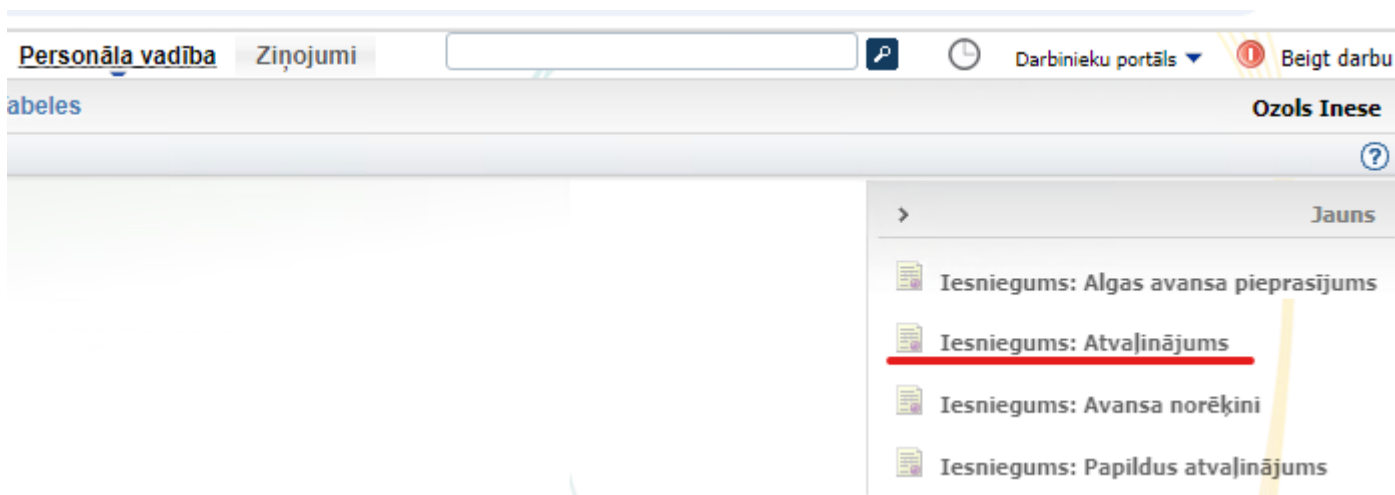 Personāla vadība Ziņojumi Darbinieku portāls Beigt darbu
abeles Ozols Inese
?
> Jauns
Iesniegums: Algas avansa pieprasījums
Iesniegums: Atvaļinājums
Iesniegums: Avansa norēķini
Iesniegums: Papildus atvaļinājums